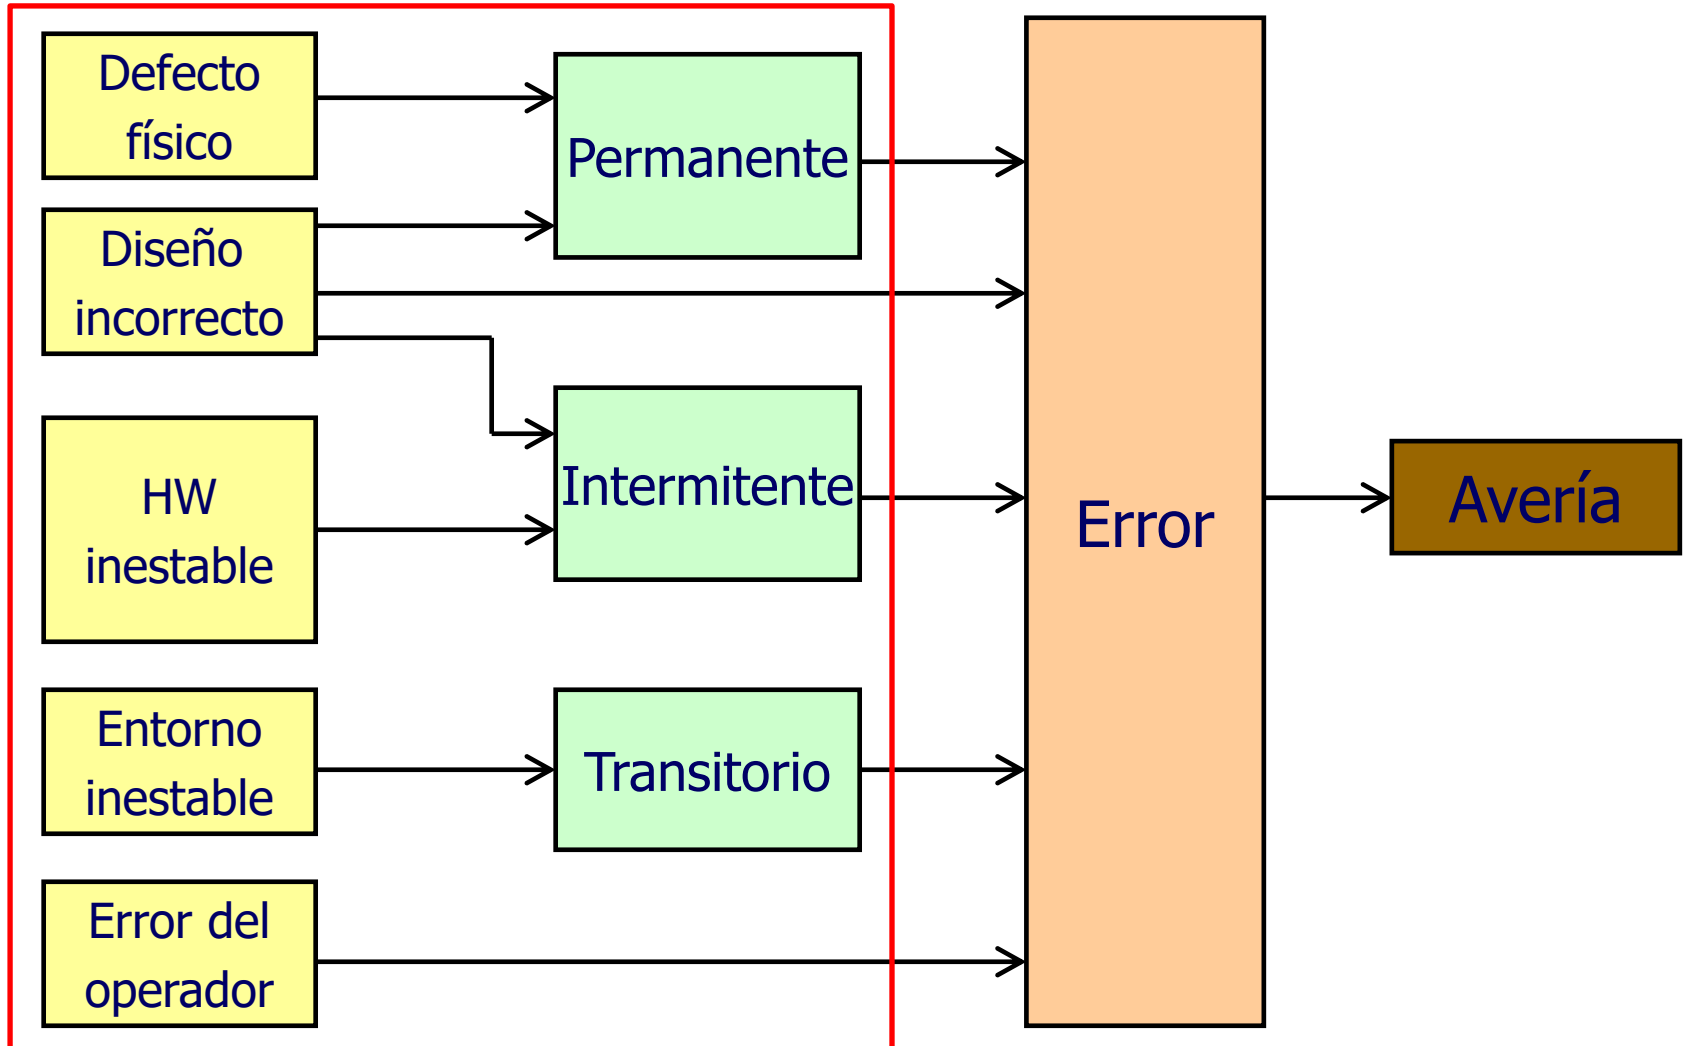 Defecto
físico
Permanente
Diseño
incorrecto
HW
inestable
Intermitente
Entorno
inestable
Transitorio
Error del
operador
Error
Avería